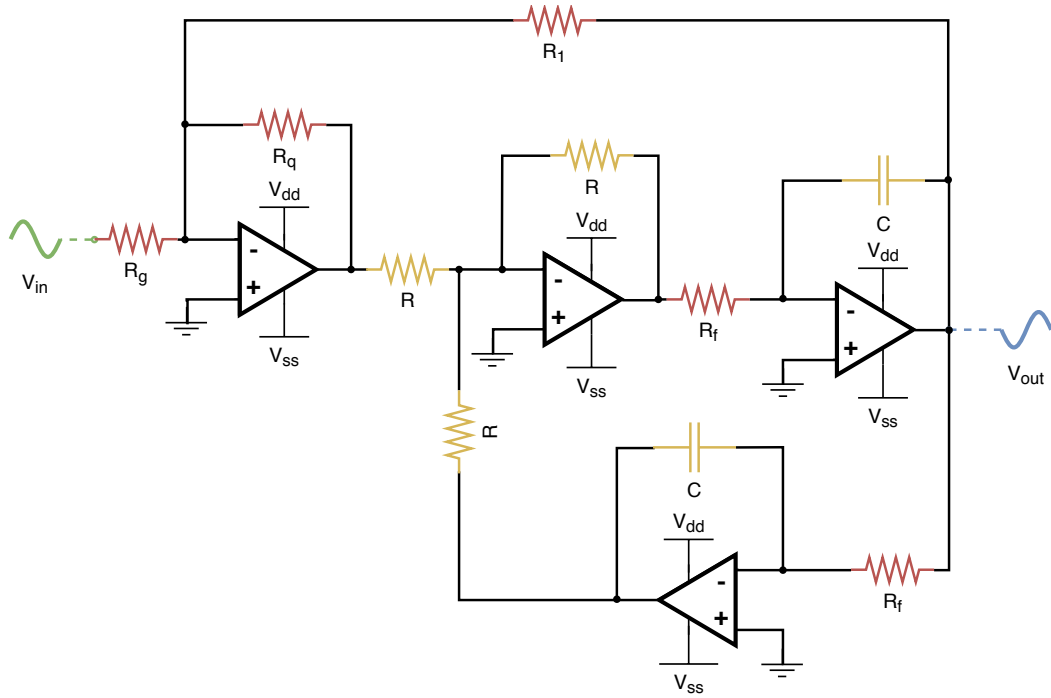 R1
Rq
Vdd
R
Vdd
C
Vdd
-
+
Vin
Rg
R
-
+
Rf
-
+
Vss
Vss
Vout
Vss
R
C
Vdd
-
+
Rf
Vss